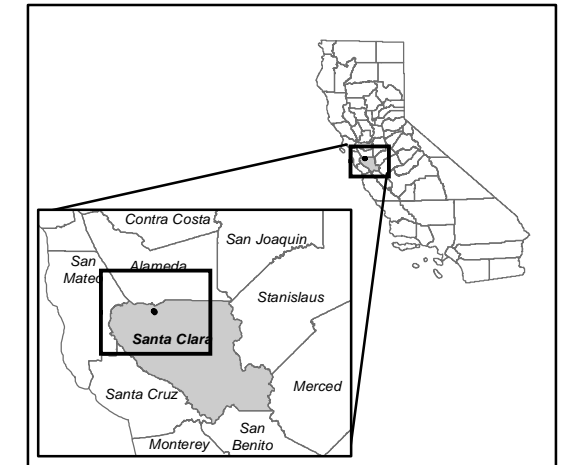 Contra Costa
San Joaquin
San
Mateo
Alameda
Stanislaus
Santa Clara
Merced
Santa Cruz
San
Benito
Monterey